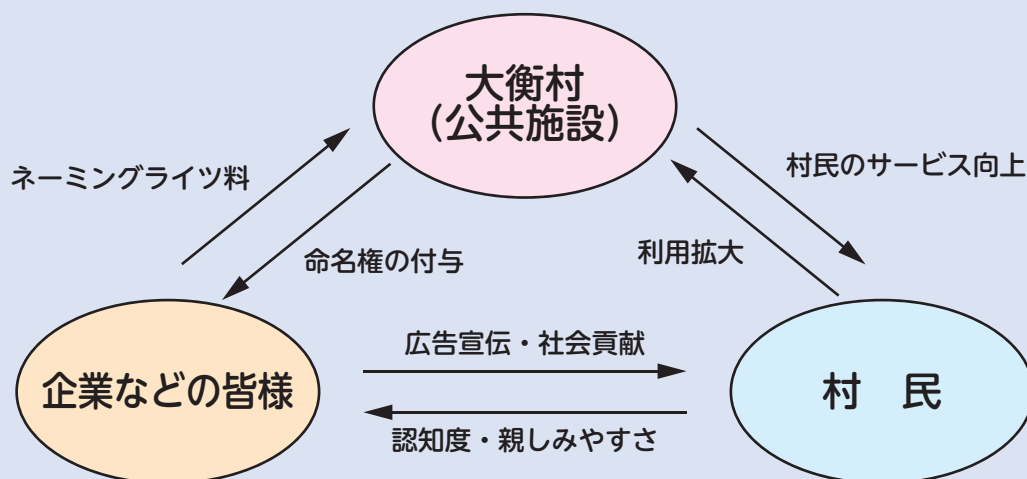 大衡村
（公共施設）
ネーミングライツ料
村民のサービス向上
命名権の付与
利用拡大
広告宣伝・社会貢献
企業などの皆様
村　民
認知度・親しみやすさ